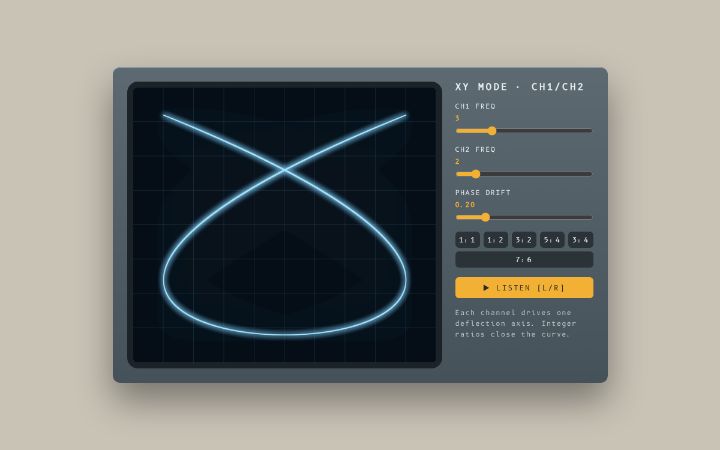 XY MODE · CH1/CH2
CH1 FREQ
3
CH2 FREQ
2
PHASE DRIFT
0.20
1:1 1:2 3:2 5:4 3:4
7:6
▶ LISTEN [L/R]
Each channel drives one
deflection axis. Integer
ratios close the curve.